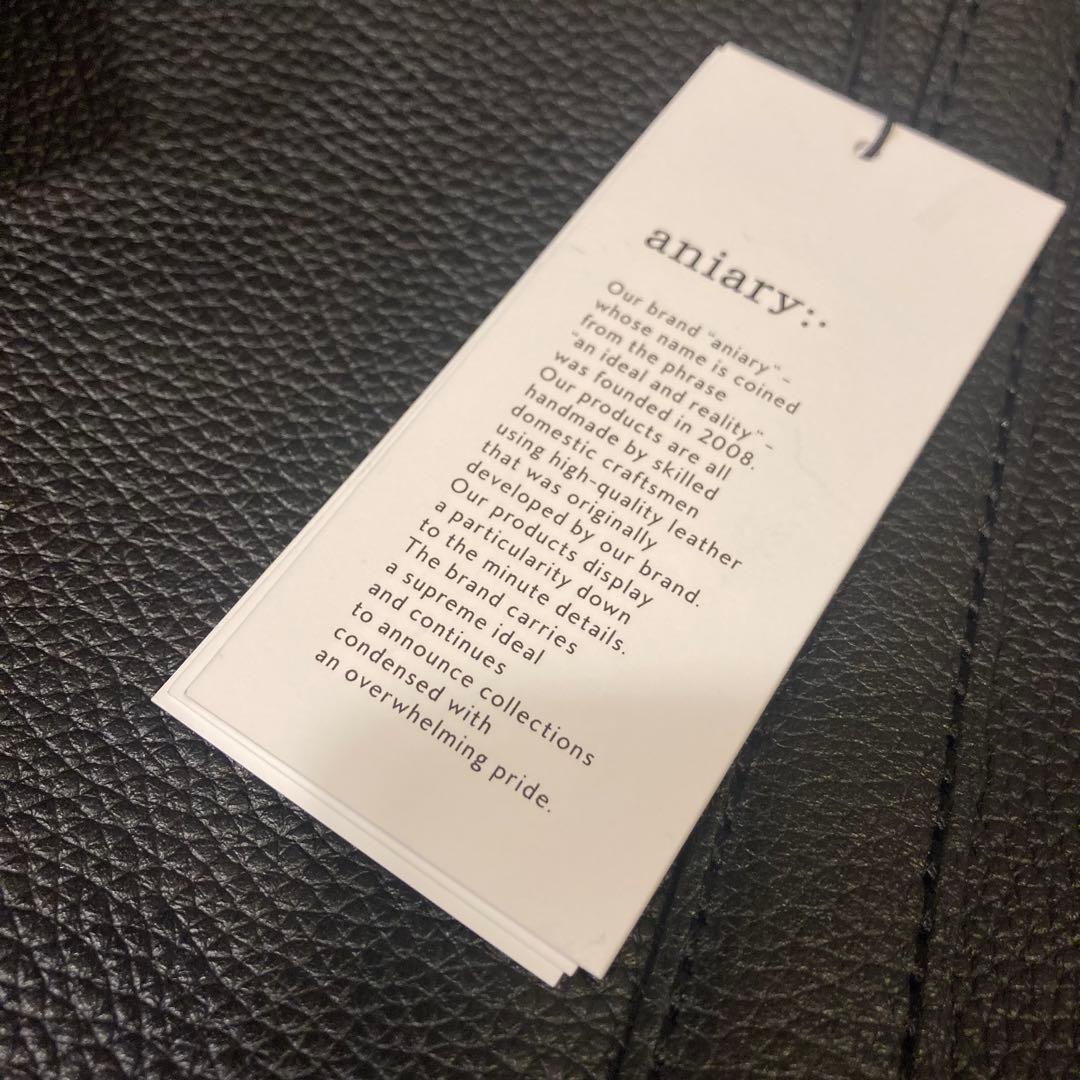 aniary:·
Our brand "aniary" –
whose name is coined
from the phrase
"an ideal and reality" –
was founded in 2008.
Our products are all
handmade by skilled
domestic craftsmen
using high-quality leather
that was originally
developed by our brand.
Our products display
a particularity down
to the minute details.
The brand carries
a supreme ideal
and continues
to announce collections
condensed with
an overwhelming pride.